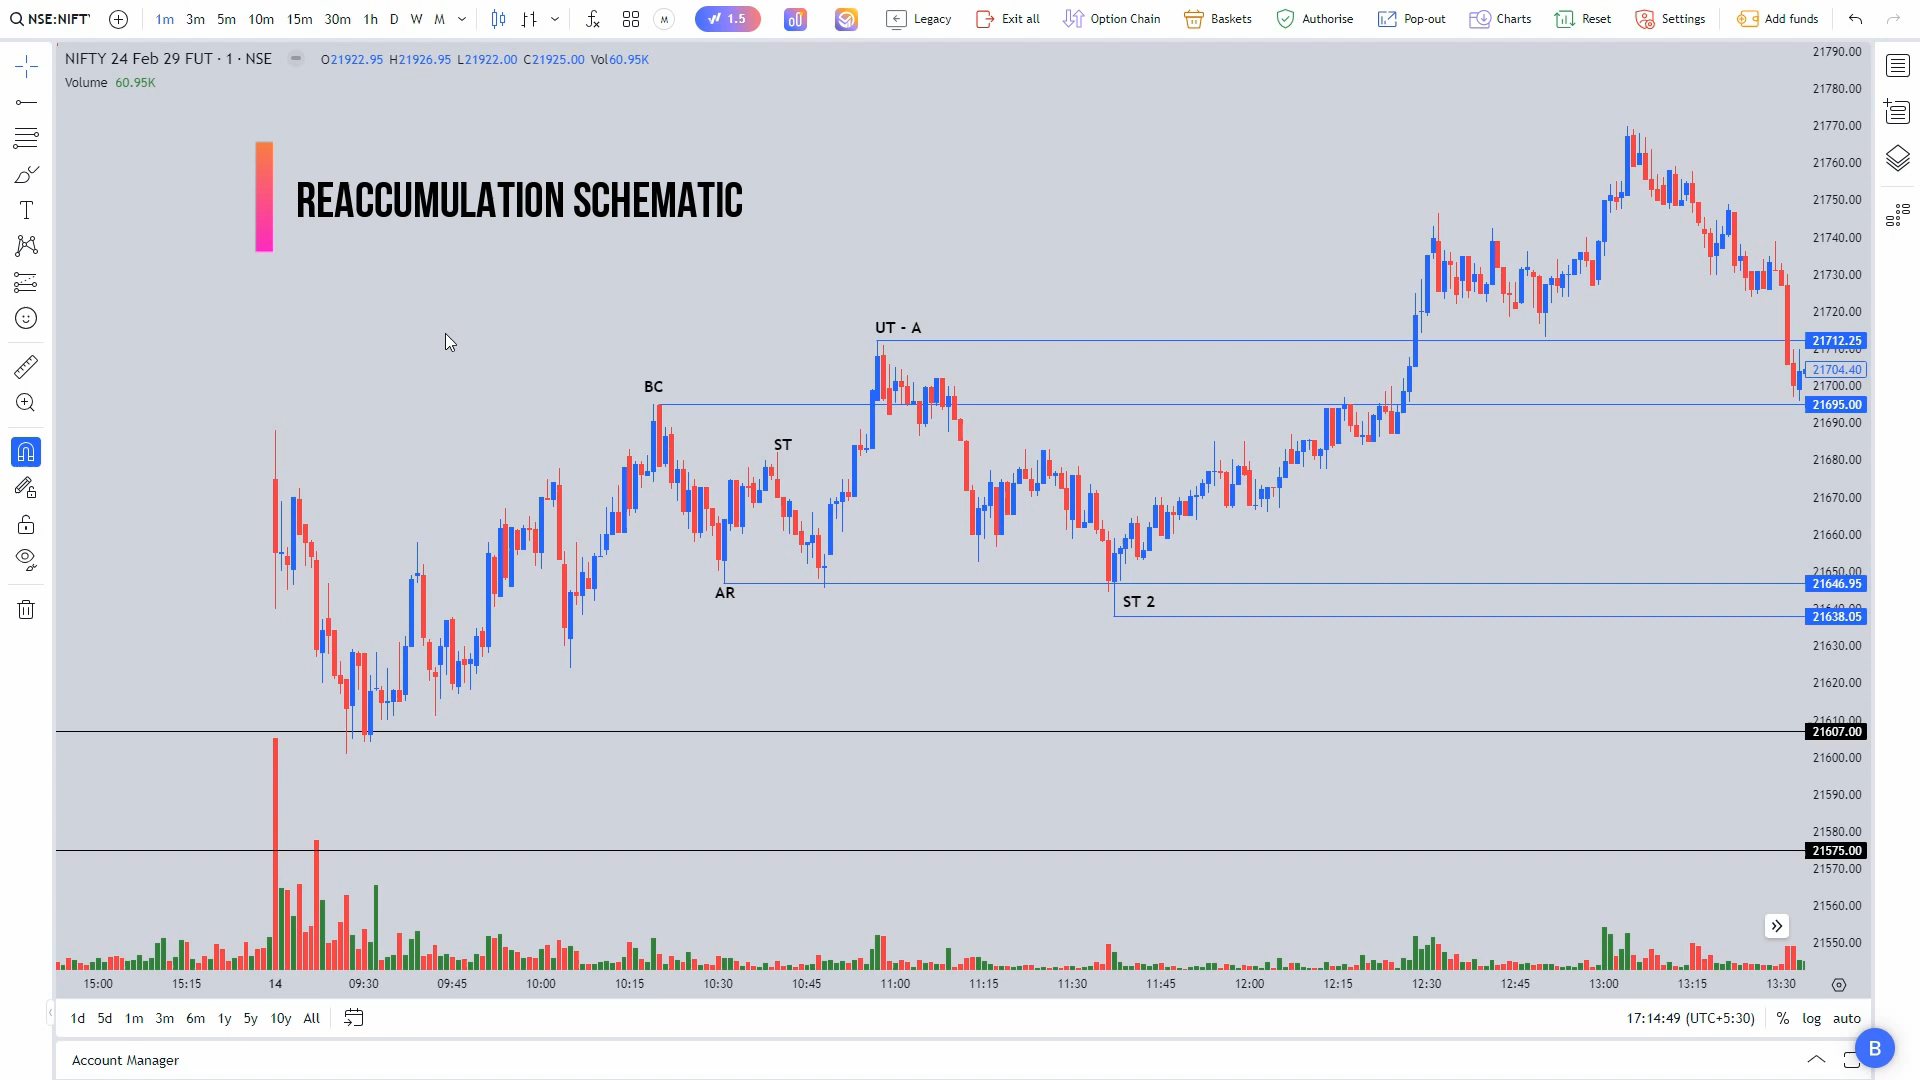 NSE:NIFT 1m 3m 5m 10m 15m 30m 1h D W M M 1.5 Legacy Exit all Option Chain Baskets Authorise Pop-out Charts Reset Settings Add funds
NIFTY 24 Feb 29 FUT · 1 · NSE O21922.95 H21926.95 L21922.00 C21925.00 Vol60.95K
Volume 60.95K
REACCUMULATION SCHEMATIC
UT - A
BC
ST
AR
ST 2
21790.00
21780.00
21770.00
21760.00
21750.00
21740.00
21730.00
21720.00
21712.25
21710.00
21704.40
21700.00
21695.00
21690.00
21680.00
21670.00
21660.00
21650.00
21646.95
21640.00
21638.05
21630.00
21620.00
21610.00
21607.00
21600.00
21590.00
21580.00
21575.00
21570.00
21560.00
21550.00
15:00 15:15 14 09:30 09:45 10:00 10:15 10:30 10:45 11:00 11:15 11:30 11:45 12:00 12:15 12:30 12:45 13:00 13:15 13:30
1d 5d 1m 3m 6m 1y 5y 10y All 17:14:49 (UTC+5:30) % log auto
Account Manager
B